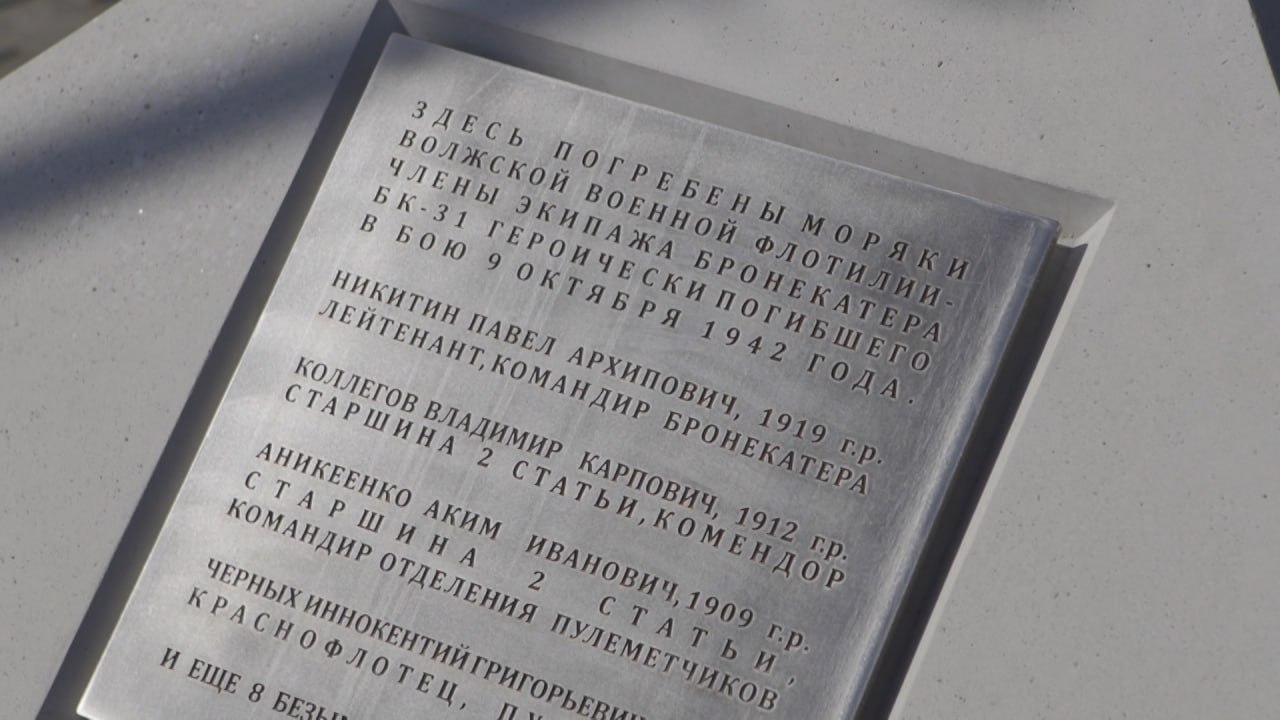 ЗДЕСЬ ПОГРЕБЕНЫ МОРЯКИ
ВОЛЖСКОЙ ВОЕННОЙ ФЛОТИЛИИ-
ЧЛЕНЫ ЭКИПАЖА БРОНЕКАТЕРА
БК-31 ГЕРОИЧЕСКИ ПОГИБШЕГО
В БОЮ 9 ОКТЯБРЯ 1942 ГОДА.
НИКИТИН ПАВЕЛ АРХИПОВИЧ, 1919 г.р.
ЛЕЙТЕНАНТ, КОМАНДИР БРОНЕКАТЕРА
КОЛЛЕГОВ ВЛАДИМИР КАРПОВИЧ, 1912 г.р.
СТАРШИНА 2 СТАТЬИ, КОМЕНДОР
АНИКЕЕНКО АКИМ ИВАНОВИЧ, 1909 г.р.
СТАРШИНА 2 СТАТЬИ,
КОМАНДИР ОТДЕЛЕНИЯ ПУЛЕМЕТЧИКОВ
ЧЕРНЫХ ИННОКЕНТИЙ ГРИГОРЬЕВИЧ
КРАСНОФЛОТЕЦ,
И ЕЩЕ 8